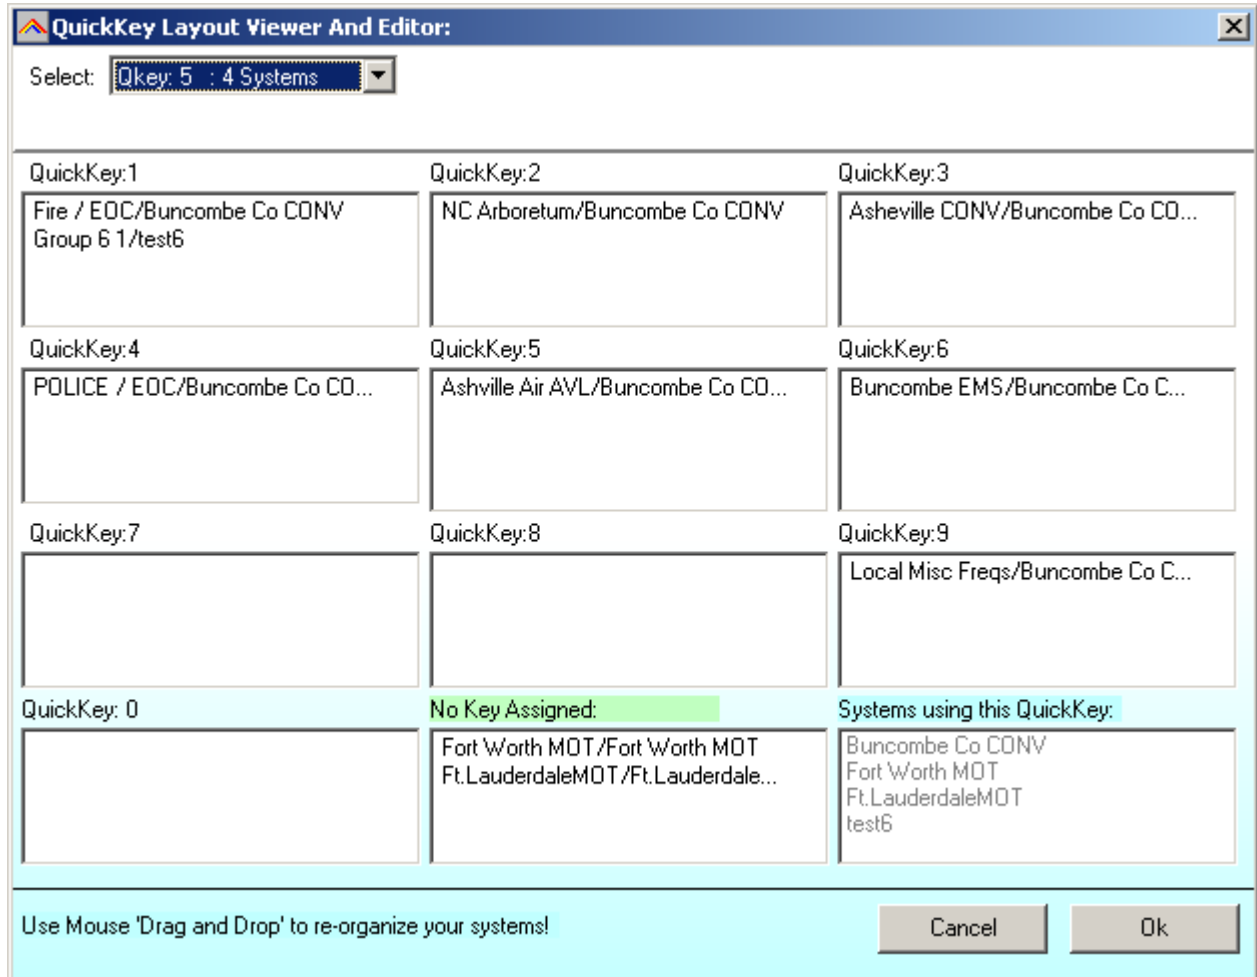 QuickKey Layout Viewer And Editor:
Select: Qkey: 5 : 4 Systems
QuickKey:1
Fire / EOC/Buncombe Co CONV
Group 6 1/test6
QuickKey:2
NC Arboretum/Buncombe Co CONV
QuickKey:3
Asheville CONV/Buncombe Co CO...
QuickKey:4
POLICE / EOC/Buncombe Co CO...
QuickKey:5
Ashville Air AVL/Buncombe Co CO...
QuickKey:6
Buncombe EMS/Buncombe Co C...
QuickKey:7
QuickKey:8
QuickKey:9
Local Misc Freqs/Buncombe Co C...
QuickKey: 0
No Key Assigned:
Fort Worth MOT/Fort Worth MOT
Ft.LauderdaleMOT/Ft.Lauderdale...
Systems using this QuickKey:
Buncombe Co CONV
Fort Worth MOT
Ft.LauderdaleMOT
test6
Use Mouse 'Drag and Drop' to re-organize your systems!
Cancel
Ok